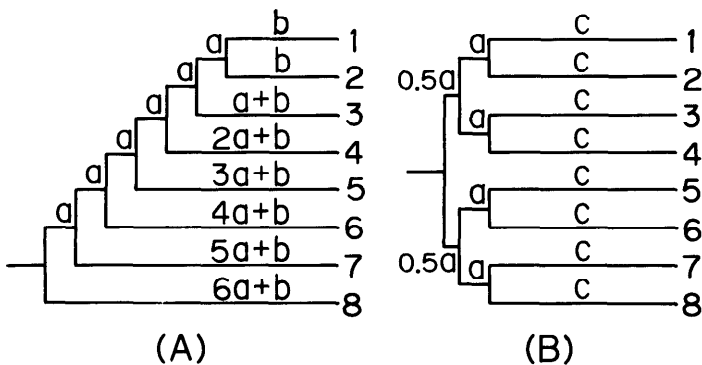 b c
a 1 a 1
b c
a 2 0.5a 2
a+b c
a 3 a 3
2a+b c
a 4 4
3a+b c
a 5 a 5
4a+b c
a 6 6
5a+b 0.5a c
7 a 7
6a+b c
8 8
(A) (B)